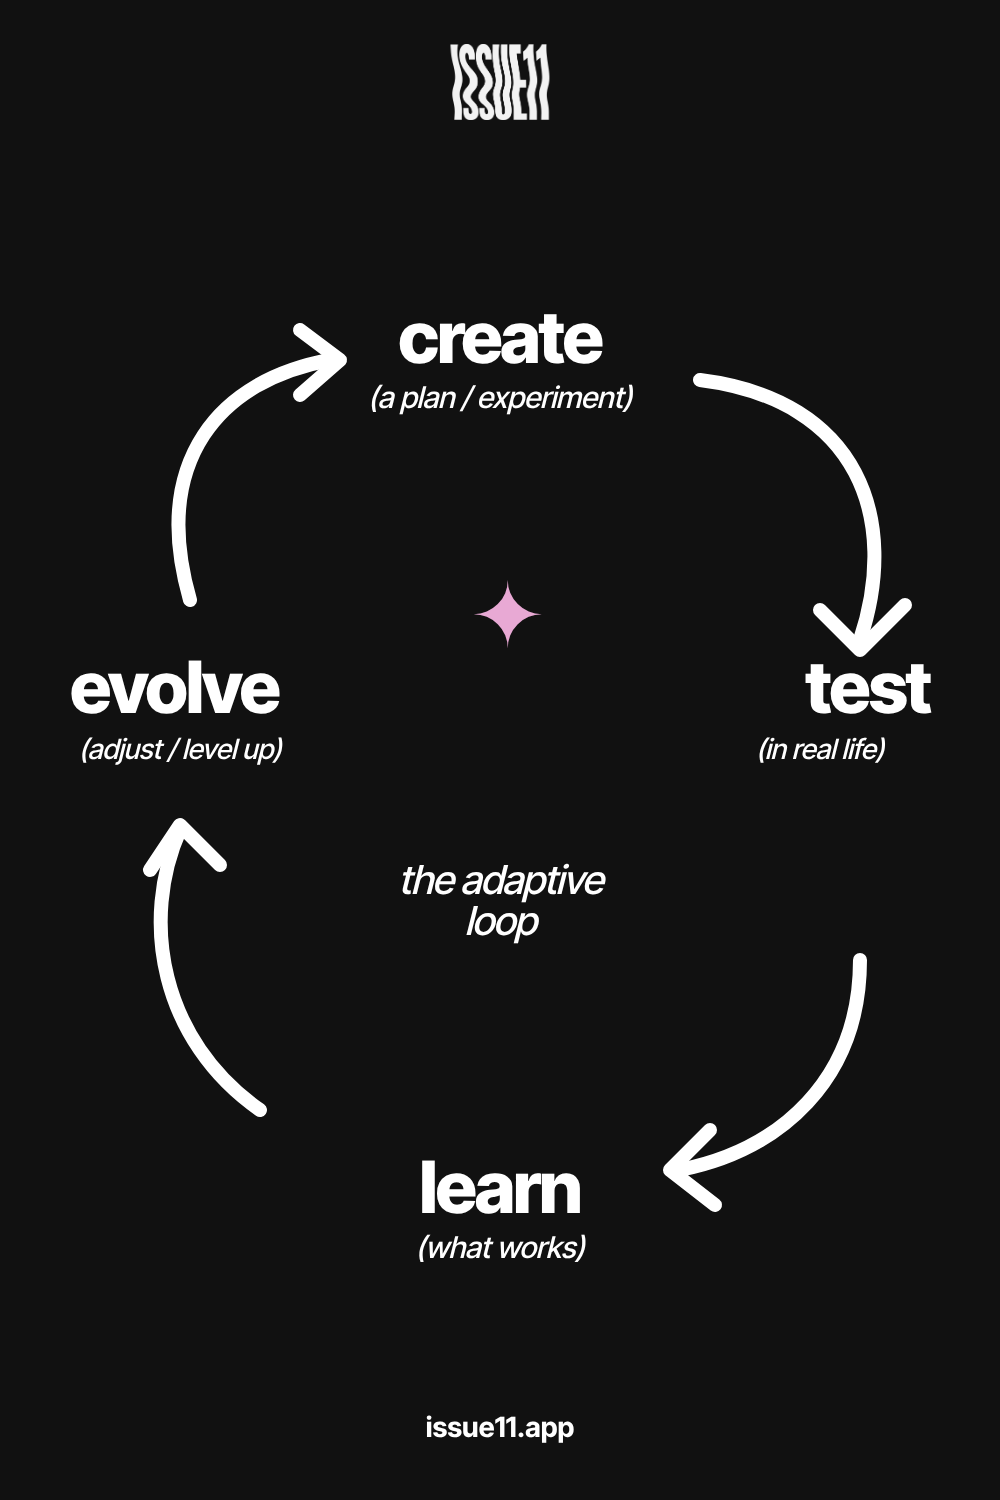 ISSUE11
create
(a plan / experiment)
evolve
(adjust / level up)
test
(in real life)
the adaptive
loop
learn
(what works)
issue11.app